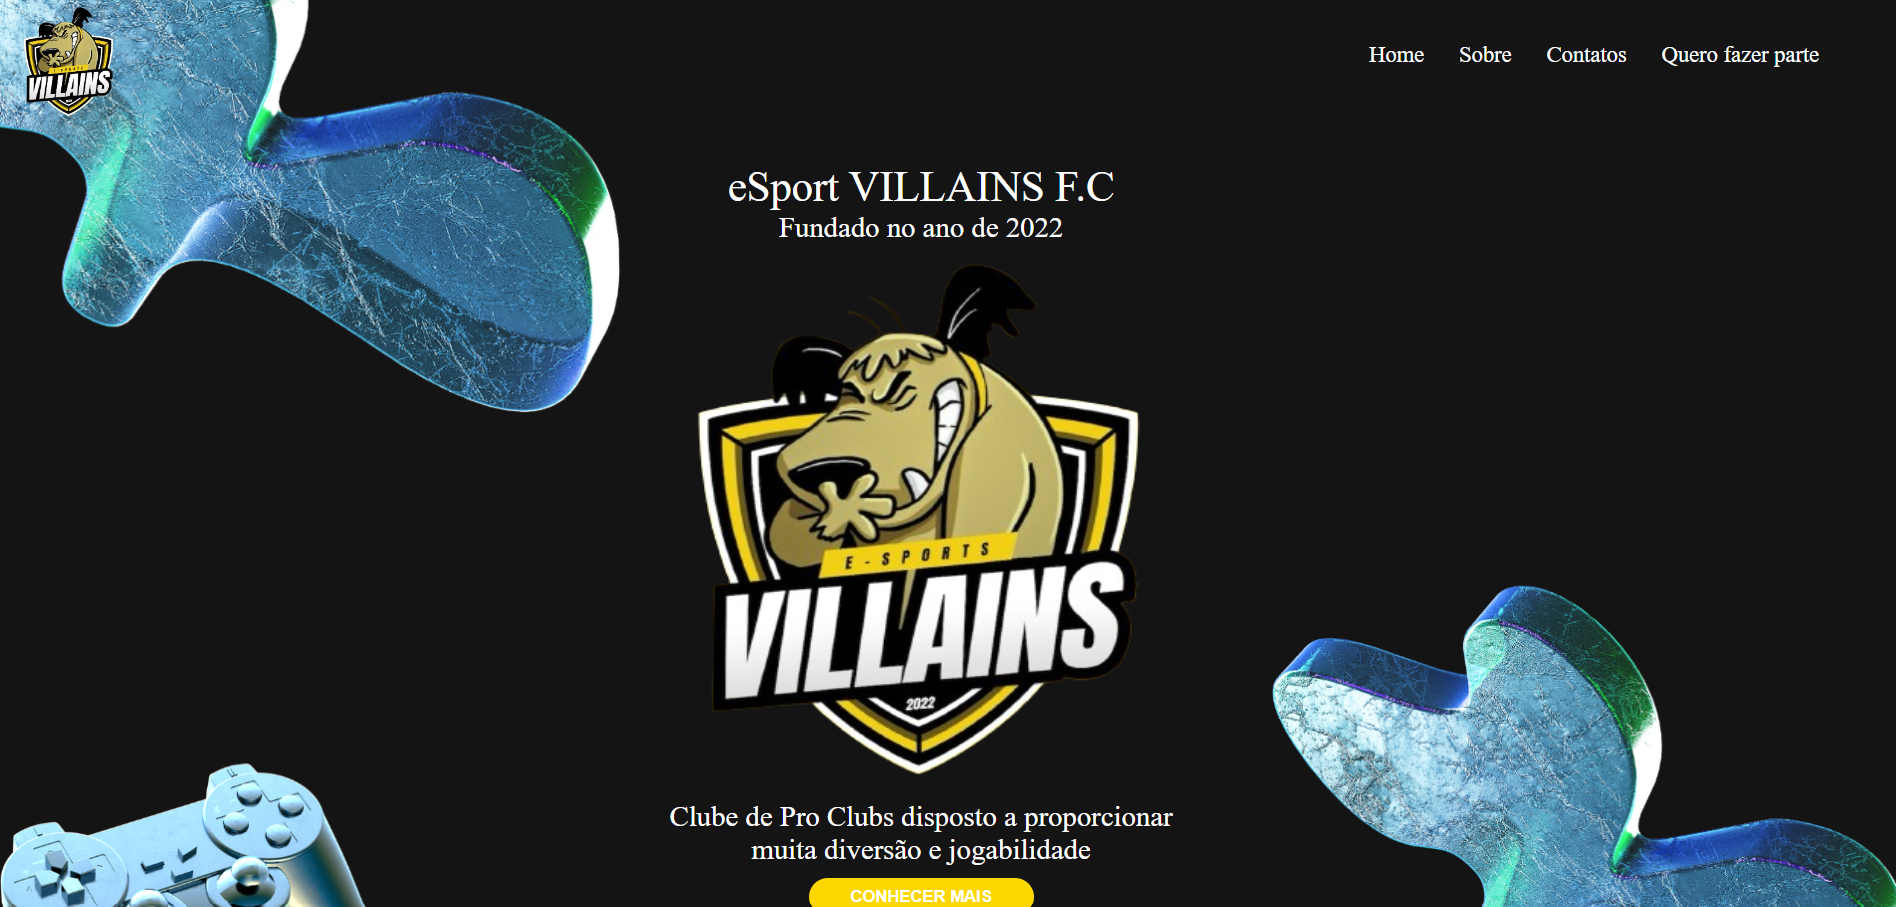 VILLAINS
Home Sobre Contatos Quero fazer parte
eSport VILLAINS F.C
Fundado no ano de 2022
E-SPORTS
VILLAINS
2022
Clube de Pro Clubs disposto a proporcionar
muita diversão e jogabilidade
CONHECER MAIS